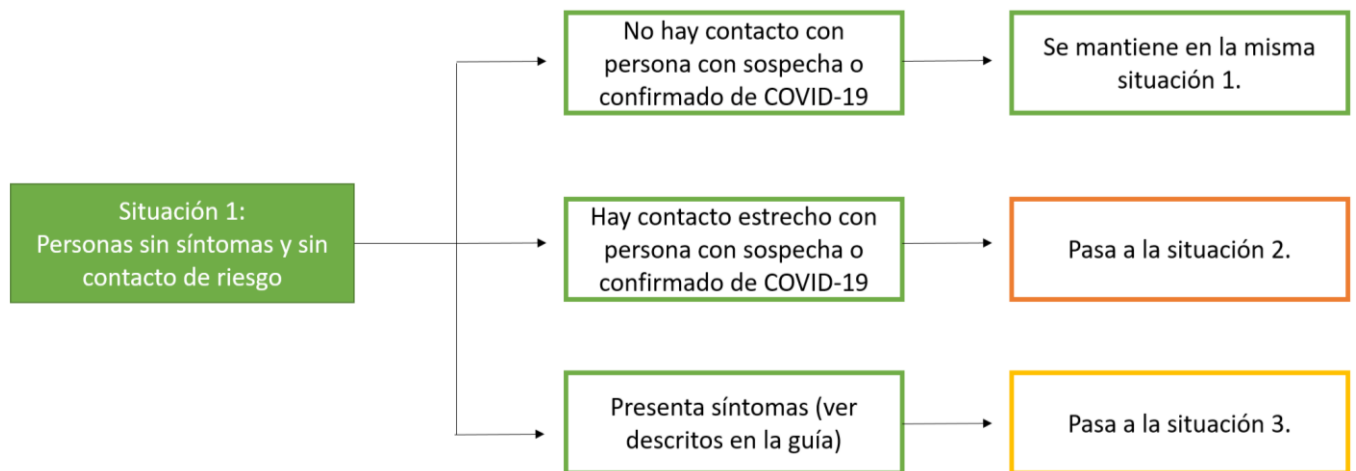 Situación 1:
Personas sin síntomas y sin
contacto de riesgo
No hay contacto con
persona con sospecha o
confirmado de COVID-19
Se mantiene en la misma
situación 1.
Hay contacto estrecho con
persona con sospecha o
confirmado de COVID-19
Pasa a la situación 2.
Presenta síntomas (ver
descritos en la guía)
Pasa a la situación 3.